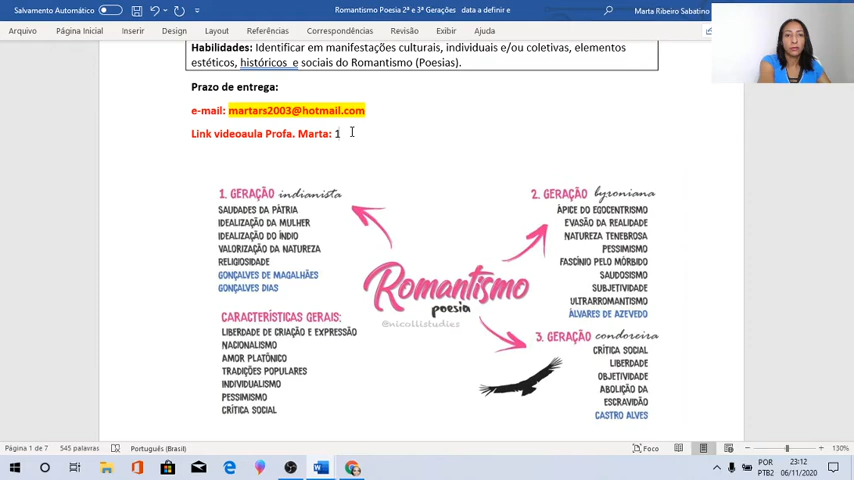 Salvamento Automático
Romantismo Poesia 2ª e 3ª Gerações data a definir e
Marta Ribeiro Sabatino
Arquivo Página Inicial Inserir Design Layout Referências Correspondências Revisão Exibir Ajuda
Habilidades: Identificar em manifestações culturais, individuais e/ou coletivas, elementos
estéticos, históricos e sociais do Romantismo (Poesias).
Prazo de entrega:
e-mail: martars2003@hotmail.com
Link videoaula Profa. Marta: 1
1. GERAÇÃO indianista
SAUDADES DA PÁTRIA
IDEALIZAÇÃO DA MULHER
IDEALIZAÇÃO DO ÍNDIO
VALORIZAÇÃO DA NATUREZA
RELIGIOSIDADE
GONÇALVES DE MAGALHÃES
GONÇALVES DIAS
CARACTERÍSTICAS GERAIS:
LIBERDADE DE CRIAÇÃO E EXPRESSÃO
NACIONALISMO
AMOR PLATÔNICO
TRADIÇÕES POPULARES
INDIVIDUALISMO
PESSIMISMO
CRÍTICA SOCIAL
Romantismo
poesia
@nicollistudies
2. GERAÇÃO byroniana
ÁPICE DO EGOCENTRISMO
EVASÃO DA REALIDADE
NATUREZA TENEBROSA
PESSIMISMO
FASCÍNIO PELO MÓRBIDO
SAUDOSISMO
SUBJETIVIDADE
ULTRARROMANTISMO
ÁLVARES DE AZEVEDO
3. GERAÇÃO condoreira
CRÍTICA SOCIAL
LIBERDADE
OBJETIVIDADE
ABOLIÇÃO DA
ESCRAVIDÃO
CASTRO ALVES
Página 1 de 7 545 palavras Português (Brasil) Foco 130%
POR
PTB2
23:12
06/11/2020